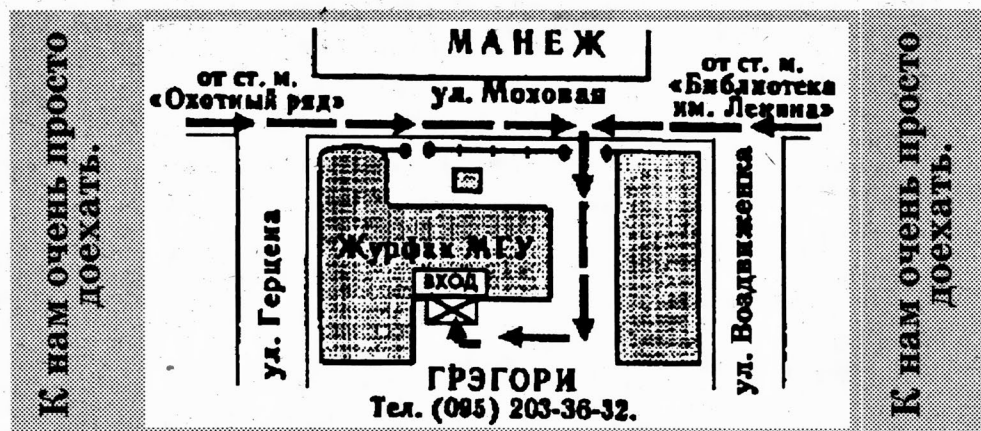 К нам очень просто
доехать.
МАНЕЖ
от ст. м.
«Охотный ряд»
ул. Моховая
от ст. м.
«Библиотека
им. Ленина»
Журфак МГУ
ВХОД
ул. Герцена
ул. Воздвиженка
ГРЭГОРИ
Тел. (095) 203-36-32.
К нам очень просто
доехать.